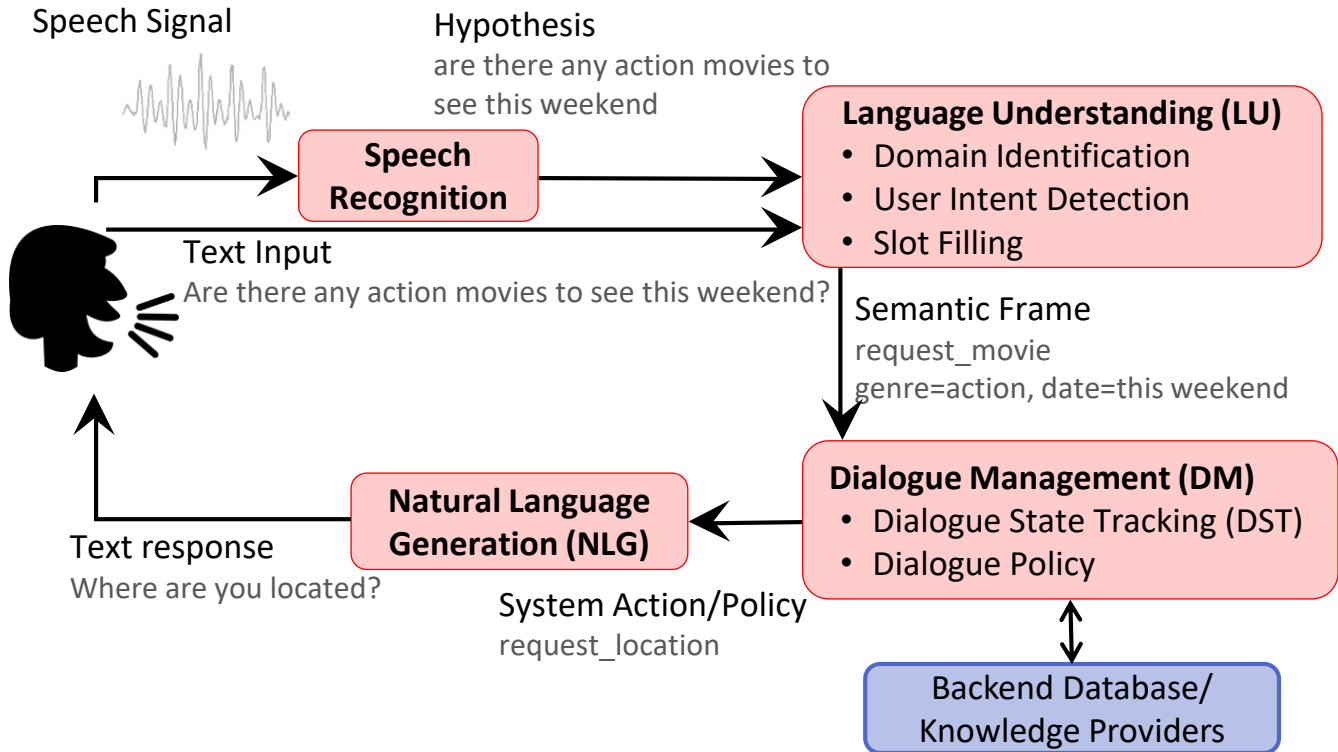 Speech Signal
Hypothesis
are there any action movies to
see this weekend
Speech
Recognition
Language Understanding (LU)
• Domain Identification
• User Intent Detection
• Slot Filling
Text Input
Are there any action movies to see this weekend?
Semantic Frame
request_movie
genre=action, date=this weekend
Dialogue Management (DM)
• Dialogue State Tracking (DST)
• Dialogue Policy
Natural Language
Generation (NLG)
Text response
Where are you located?
System Action/Policy
request_location
Backend Database/
Knowledge Providers